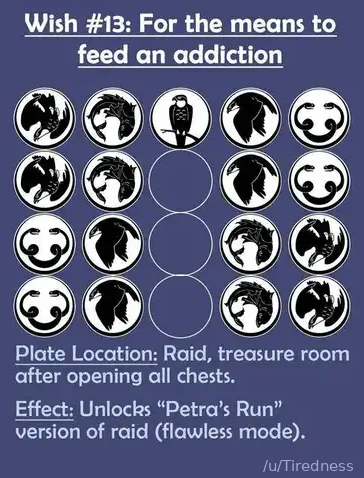 Wish #13: For the means to
feed an addiction
Plate Location: Raid, treasure room
after opening all chests.
Effect: Unlocks “Petra’s Run”
version of raid (flawless mode).
/u/Tiredness